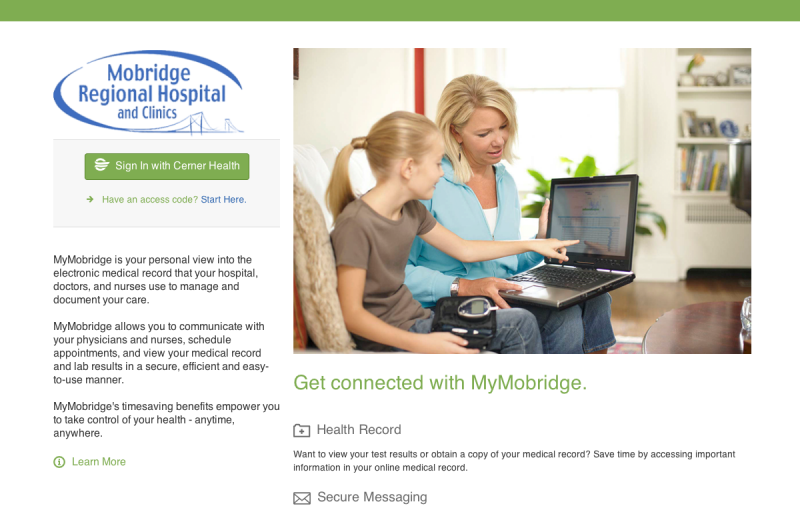 Mobridge
Regional Hospital
and Clinics
Sign In with Cerner Health
Have an access code? Start Here.
MyMobridge is your personal view into the
electronic medical record that your hospital,
doctors, and nurses use to manage and
document your care.
MyMobridge allows you to communicate with
your physicians and nurses, schedule
appointments, and view your medical record
and lab results in a secure, efficient and easy-
to-use manner.
MyMobridge's timesaving benefits empower you
to take control of your health - anytime,
anywhere.
Learn More
Get connected with MyMobridge.
Health Record
Want to view your test results or obtain a copy of your medical record? Save time by accessing important
information in your online medical record.
Secure Messaging